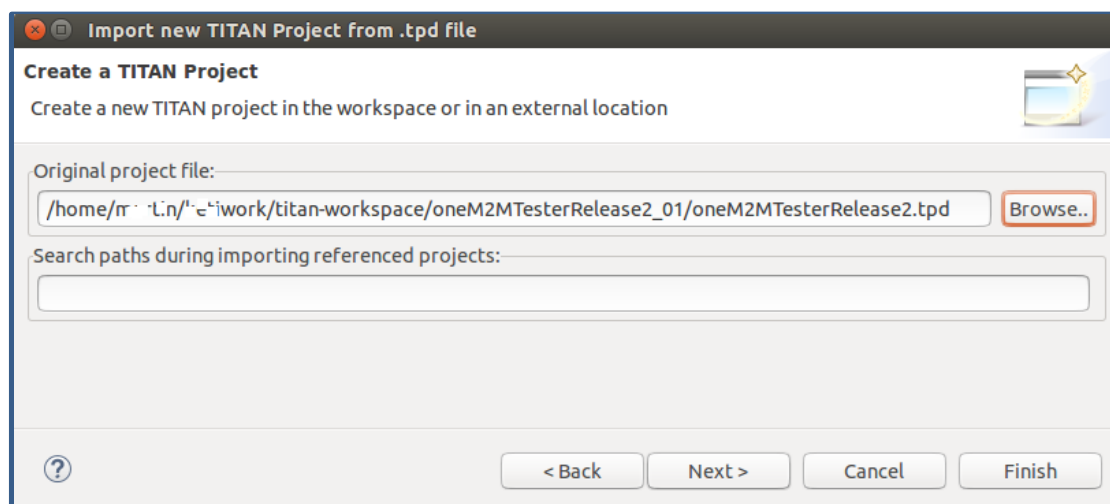 Import new TITAN Project from .tpd file
Create a TITAN Project
Create a new TITAN project in the workspace or in an external location
Original project file:
titan-workspace/oneM2MTesterRelease2_01/oneM2MTesterRelease2.tpd Browse..
Search paths during importing referenced projects:
? < Back Next > Cancel Finish